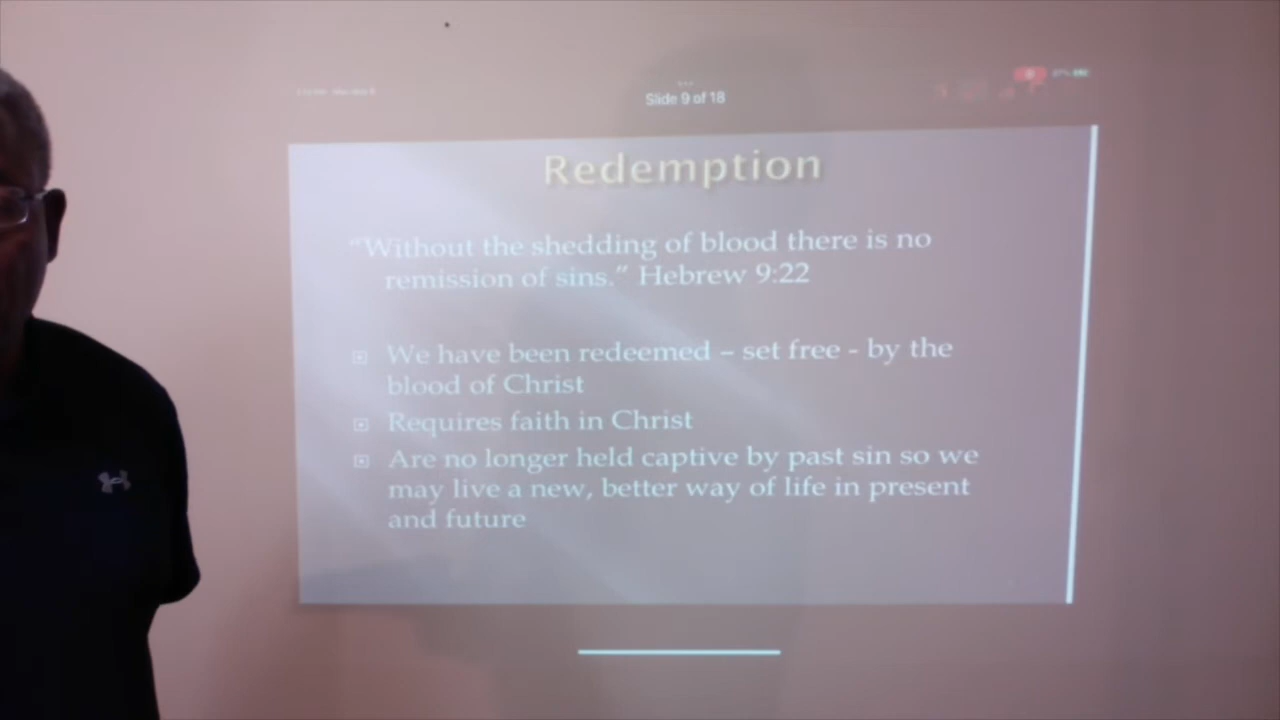 Slide 9 of 18
Redemption
“Without the shedding of blood there is no
remission of sins.” Hebrew 9:22
We have been redeemed – set free - by the
blood of Christ
Requires faith in Christ
Are no longer held captive by past sin so we
may live a new, better way of life in present
and future